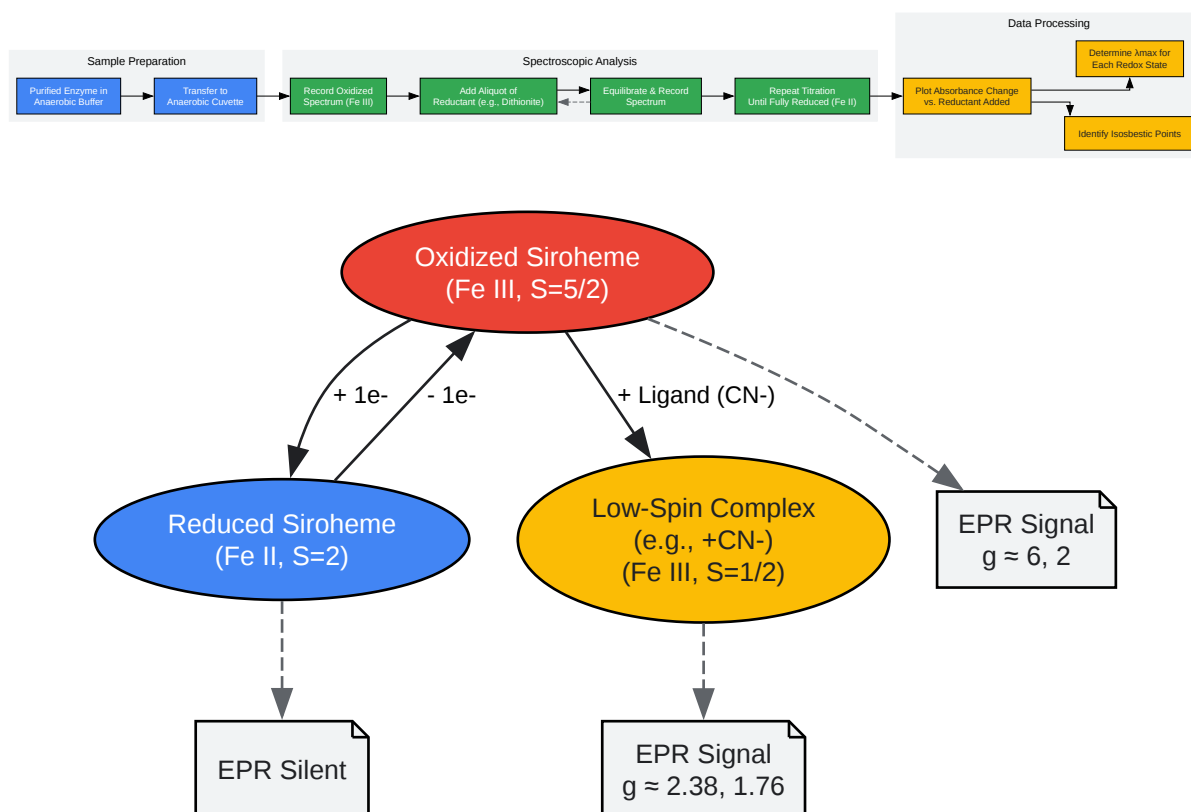 Data Processing
Sample Preparation
Spectroscopic Analysis
Purified Enzyme in
Anaerobic Buffer
Transfer to
Anaerobic Cuvette
Record Oxidized
Spectrum (Fe III)
Add Aliquot of
Reductant (e.g., Dithionite)
Equilibrate & Record
Spectrum
Repeat Titration
Until Fully Reduced (Fe II)
Plot Absorbance Change
vs. Reductant Added
Determine λmax for
Each Redox State
Identify Isosbestic Points
Oxidized Siroheme
(Fe III, S=5/2)
+ 1e-
- 1e-
+ Ligand (CN-)
Reduced Siroheme
(Fe II, S=2)
Low-Spin Complex
(e.g., +CN-)
(Fe III, S=1/2)
EPR Signal
g ≈ 6, 2
EPR Silent
EPR Signal
g ≈ 2.38, 1.76